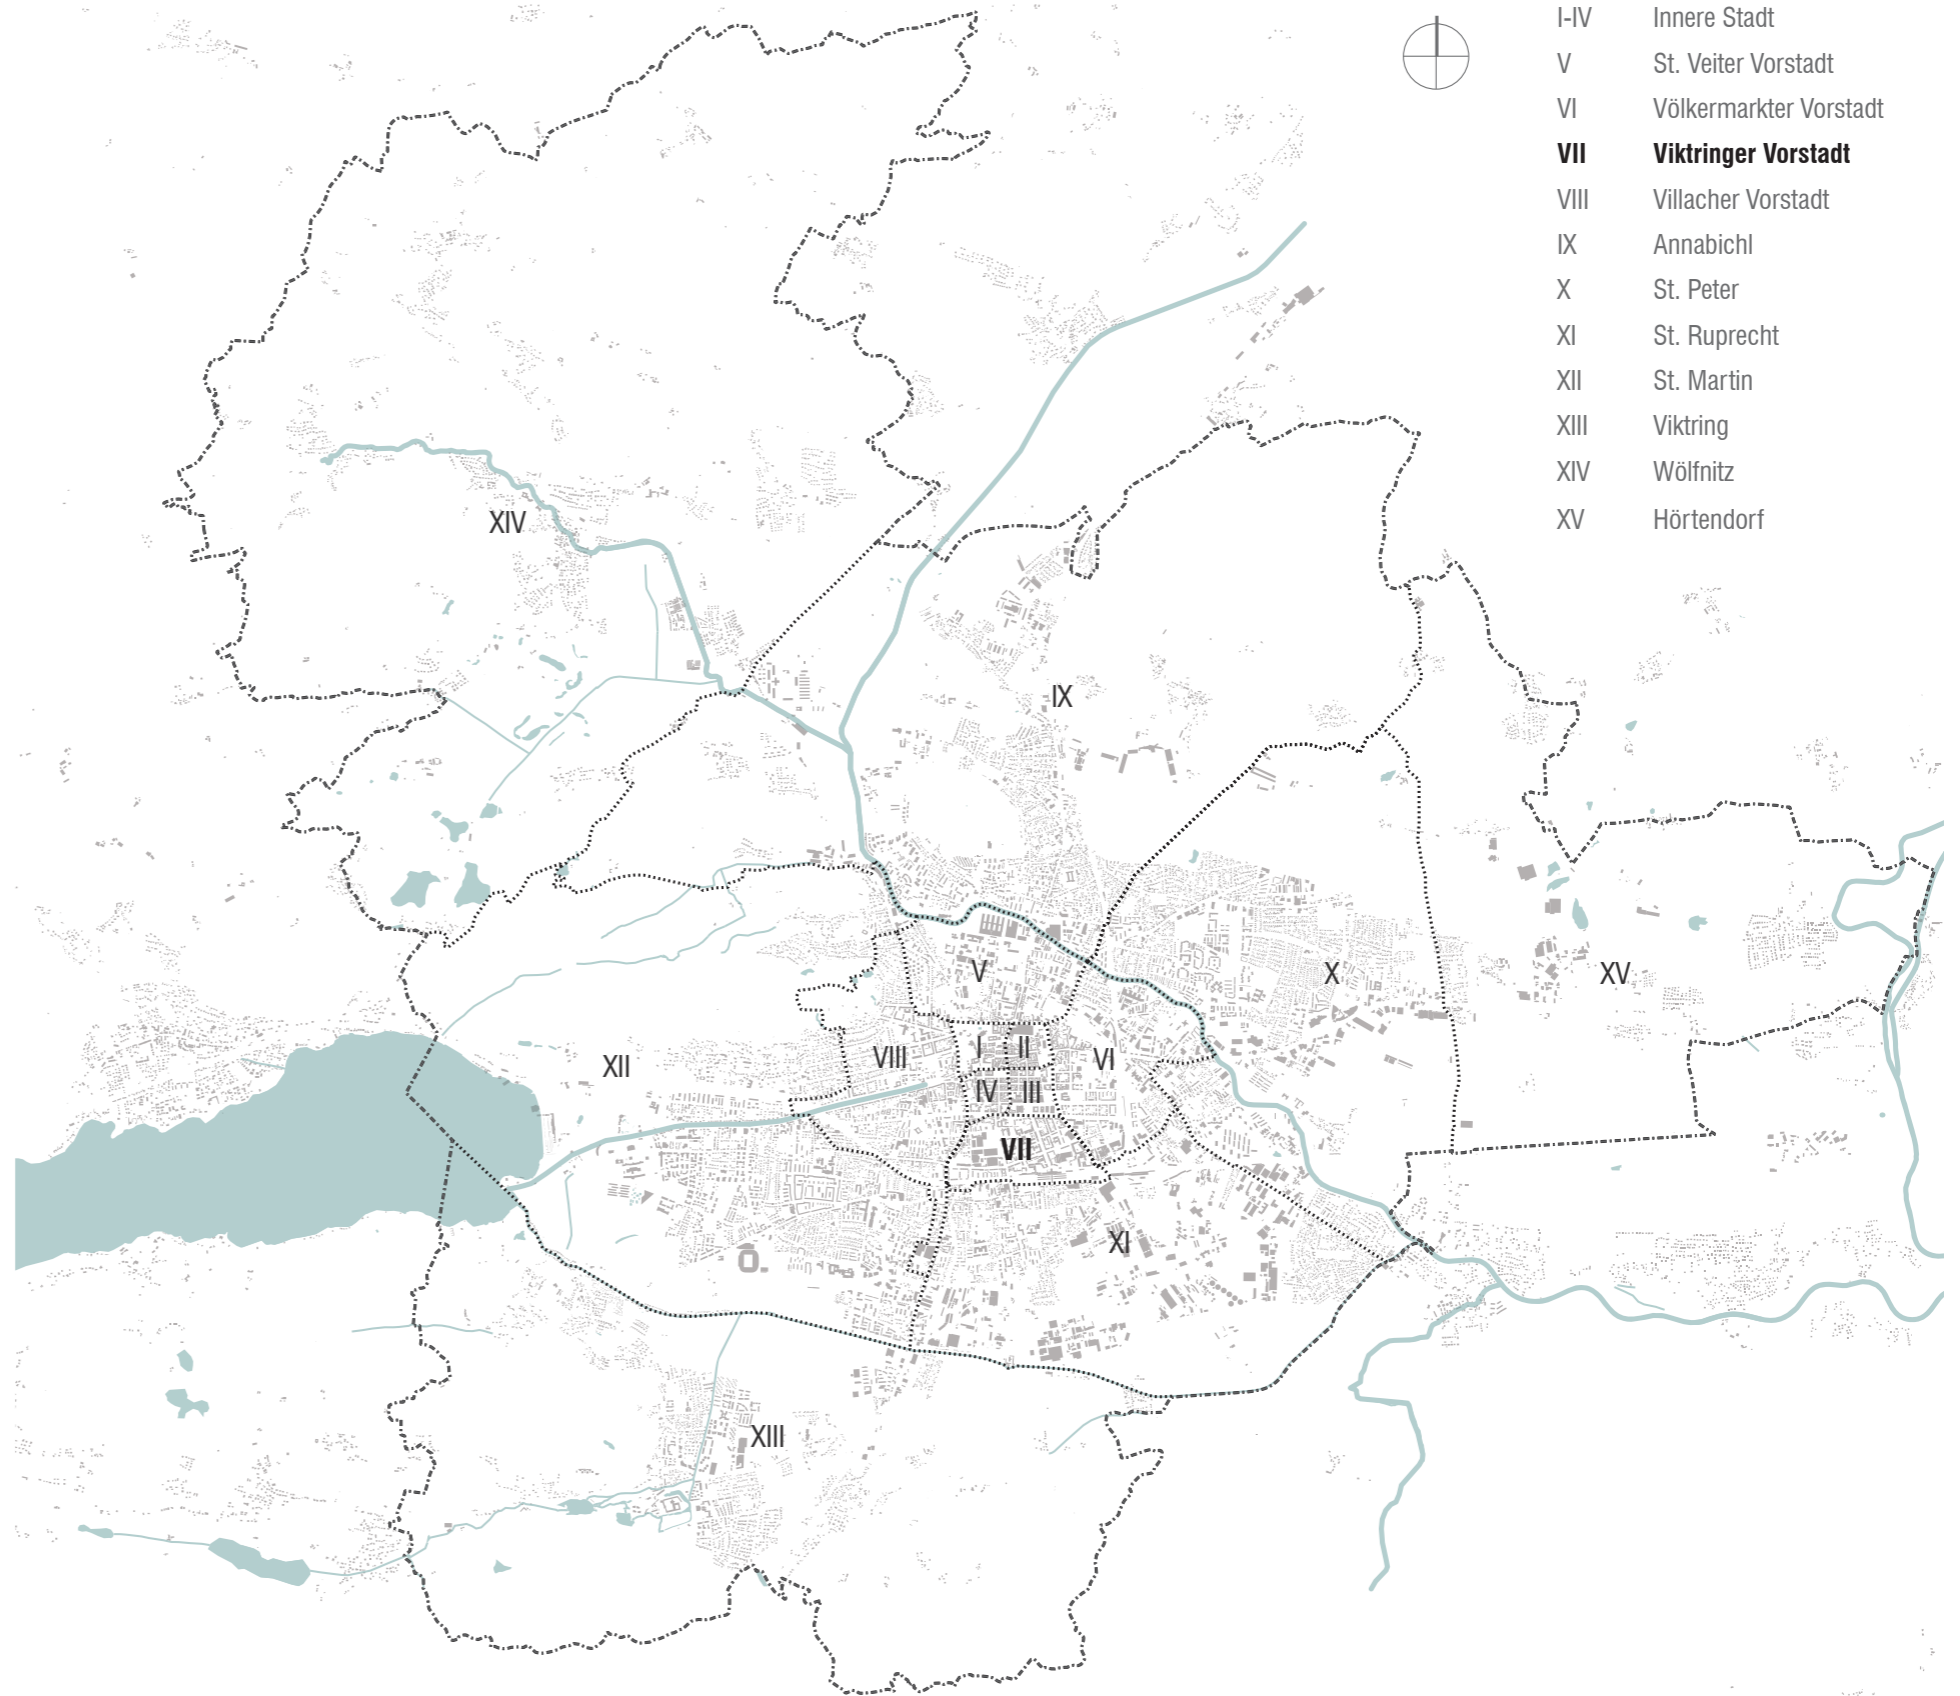 I-IV Innere Stadt
V St. Veiter Vorstadt
VI Völkermarkter Vorstadt
VII Viktringer Vorstadt
VIII Villacher Vorstadt
IX Annabichl
X St. Peter
XI St. Ruprecht
XII St. Martin
XIII Viktring
XIV Wölfnitz
XV Hörtendorf
XIV
IX
V
X
XV
VIII
I
II
VI
XII
IV
III
VII
XI
XIII